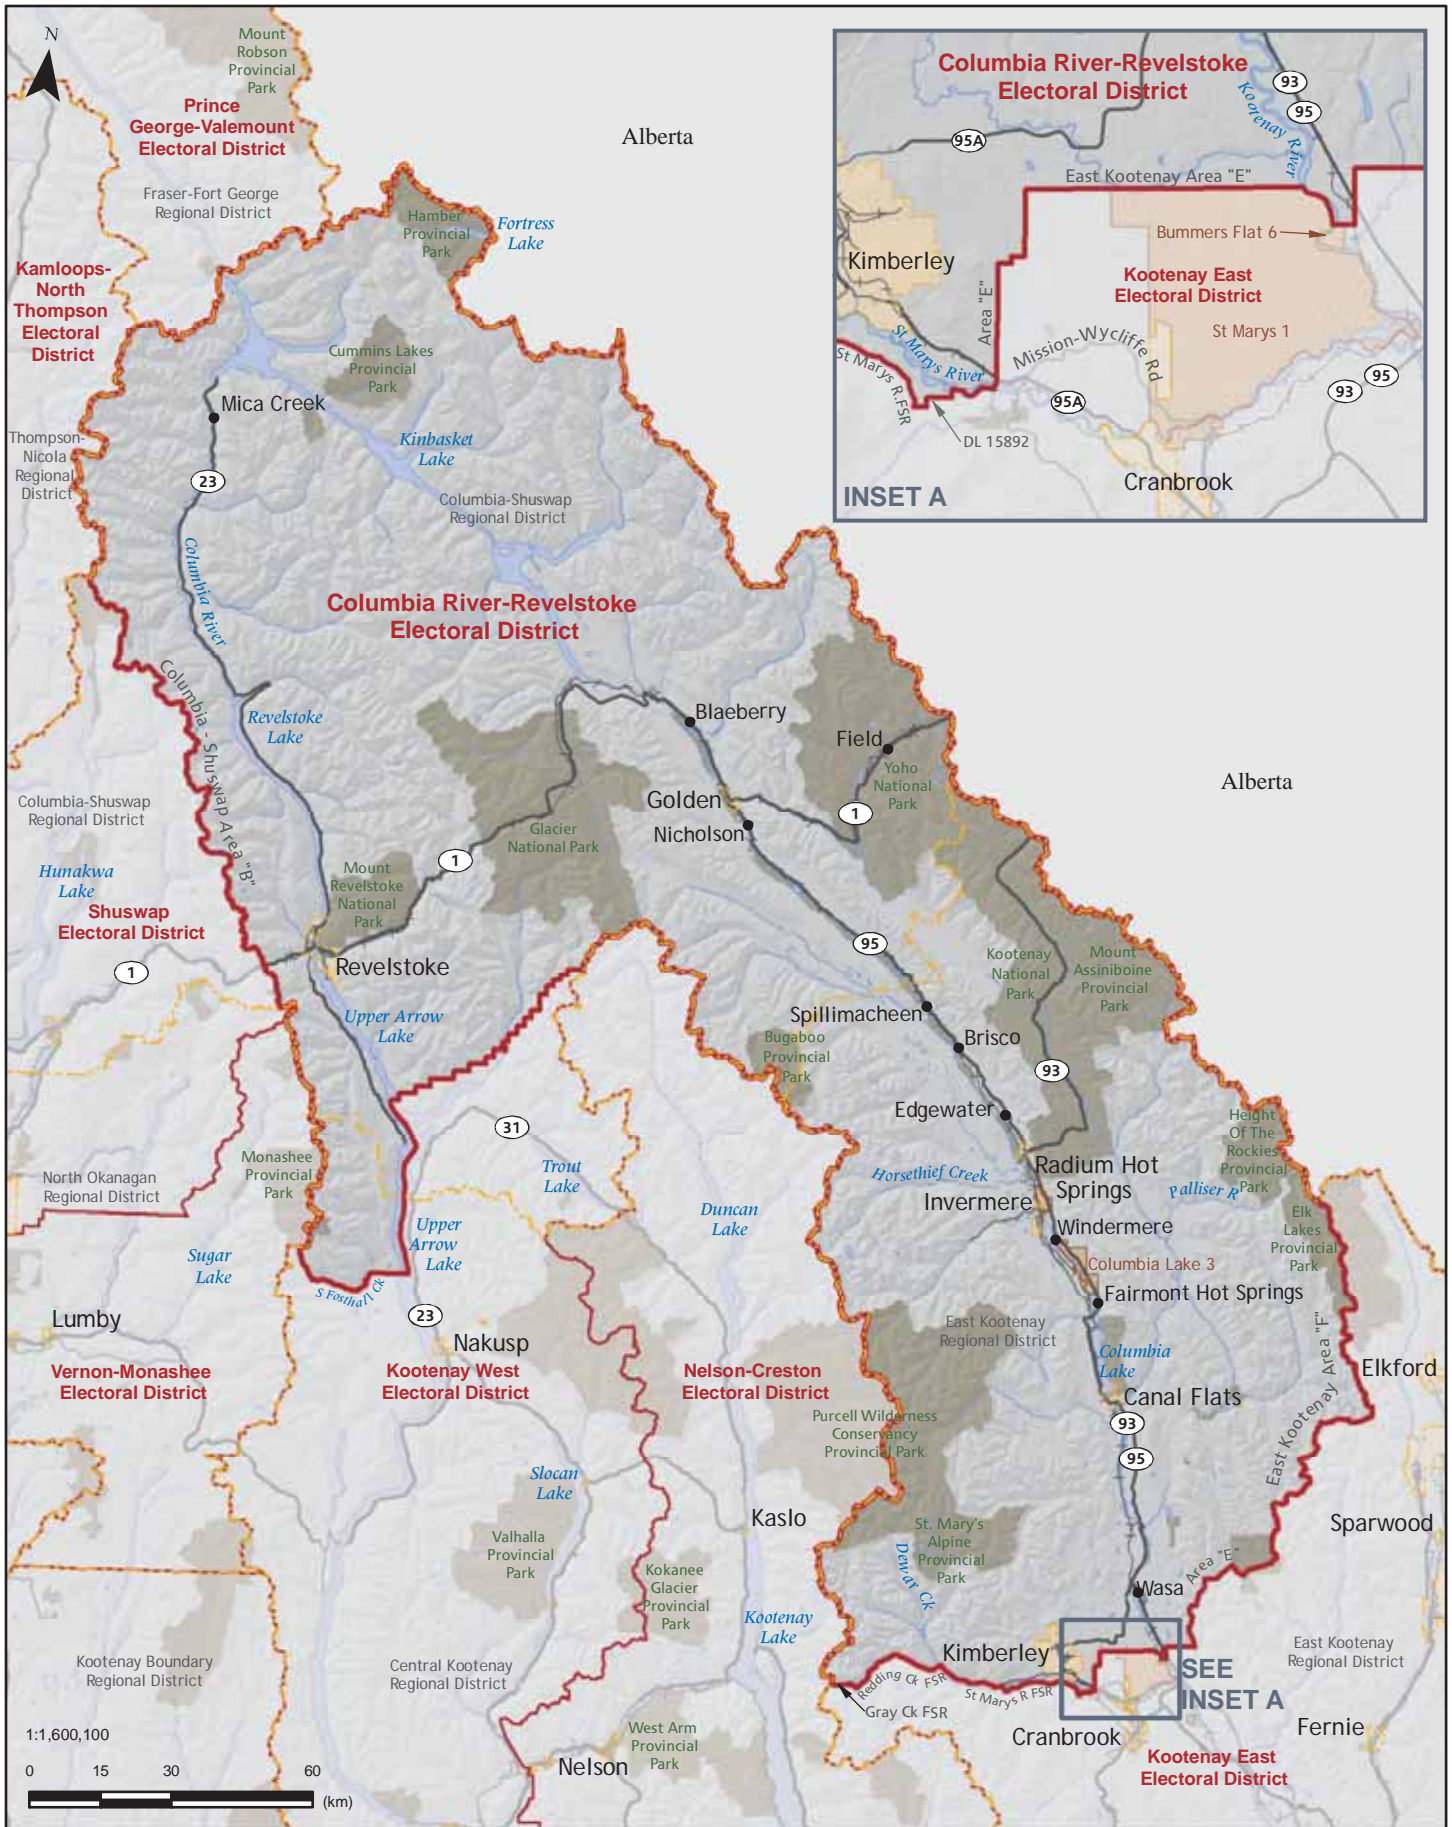 N
Mount
Robson
Provincial
Park
Prince
George-Valemount
Electoral District
Fraser-Fort George
Regional District
Alberta
Hamber
Provincial
Park
Fortress
Lake
Kamloops-
North
Thompson
Electoral
District
Cummins Lakes
Provincial
Park
Mica Creek
Kinbasket
Lake
Thompson-
Nicola
Regional
District
23
Columbia-Shuswap
Regional District
Columbia River
Columbia River-Revelstoke
Electoral District
Columbia - Shuswap Area "B"
Revelstoke
Lake
Blaeberry
Field
Yoho
National
Park
Alberta
Columbia-Shuswap
Regional District
Golden
Nicholson
1
Glacier
National Park
Hunakwa
Lake
Mount
Revelstoke
National
Park
1
Shuswap
Electoral District
1
Revelstoke
95
Kootenay
National
Park
Mount
Assiniboine
Provincial
Park
Upper Arrow
Lake
Spillimacheen
Bugaboo
Provincial
Park
Brisco
93
Edgewater
31
Height
Of The
Rockies
Provincial
Park
Monashee
Provincial
Park
North Okanagan
Regional District
Trout
Lake
Horsethief Creek
Radium Hot
Springs
Palliser R
Invermere
Duncan
Lake
Elk
Lakes
Provincial
Park
Upper
Arrow
Lake
Windermere
Sugar
Lake
Columbia Lake 3
S Fosthall Ck
Fairmont Hot Springs
Lumby
23
East Kootenay
Regional District
Nakusp
Columbia
Lake
East Kootenay Area "F"
Elkford
Vernon-Monashee
Electoral District
Kootenay West
Electoral District
Nelson-Creston
Electoral District
Canal Flats
Purcell Wilderness
Conservancy
Provincial Park
93
95
Slocan
Lake
Kaslo
Sparwood
Valhalla
Provincial
Park
St. Mary's
Alpine
Provincial
Park
Dewar Ck
Kokanee
Glacier
Provincial
Park
Area "E"
Wasa
Kootenay
Lake
Kimberley
East Kootenay
Regional District
Kootenay Boundary
Regional District
Central Kootenay
Regional District
SEE
INSET A
Redding Ck FSR
St Marys R FSR
Gray Ck FSR
Cranbrook
Fernie
West Arm
Provincial
Park
Nelson
Kootenay East
Electoral District
1:1,600,100
0 15 30 60
(km)
Columbia River-Revelstoke
Electoral District
93
95
Kootenay River
95A
East Kootenay Area "E"
Bummers Flat 6
Kimberley
Kootenay East
Electoral District
Area "E"
St Marys 1
St Marys River
Mission-Wycliffe Rd
St Marys R.FSR
95A
93
95
DL 15892
Cranbrook
INSET A